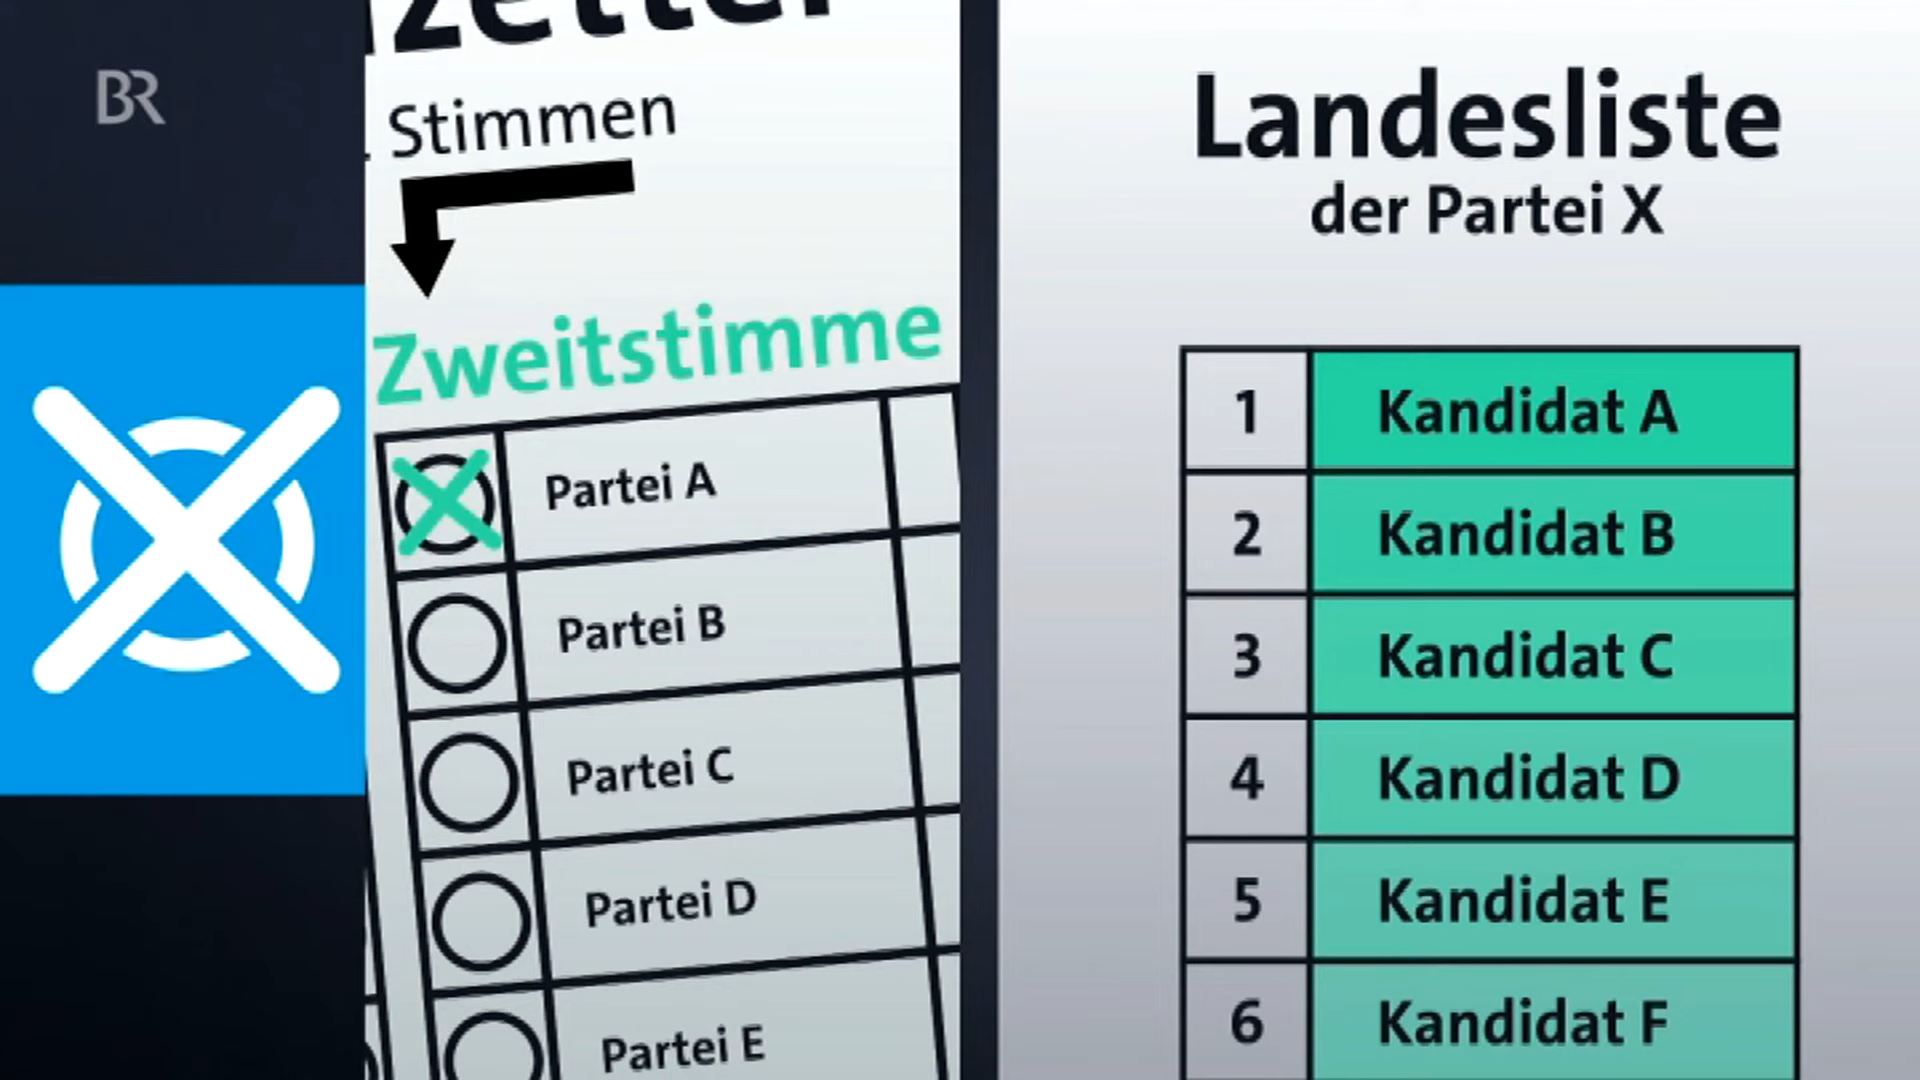 BR
zettel
Stimmen
Zweitstimme
Partei A
Partei B
Partei C
Partei D
Partei E
Landesliste
der Partei X
1 Kandidat A
2 Kandidat B
3 Kandidat C
4 Kandidat D
5 Kandidat E
6 Kandidat F